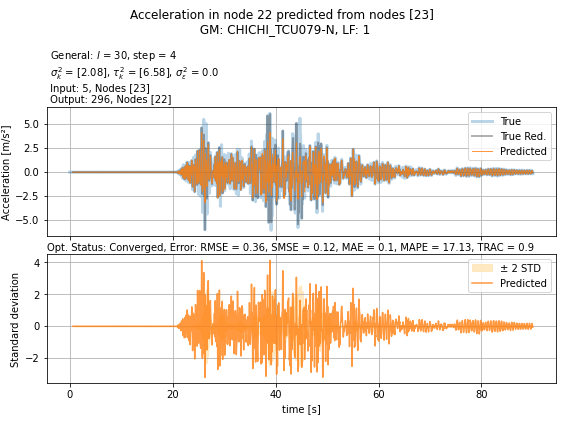 Acceleration in node 22 predicted from nodes [23]
GM: CHICHI_TCU079-N, LF: 1
General: l = 30, step = 4
σ²ₖ = [2.08], τ²ₖ = [6.58], σ²ε = 0.0
Input: 5, Nodes [23]
Output: 296, Nodes [22]
Acceleration [m/s²]
5.0
2.5
0.0
−2.5
−5.0
True
True Red.
Predicted
Opt. Status: Converged, Error: RMSE = 0.36, SMSE = 0.12, MAE = 0.1, MAPE = 17.13, TRAC = 0.9
Standard deviation
4
2
0
−2
± 2 STD
Predicted
0
20
40
60
80
time [s]